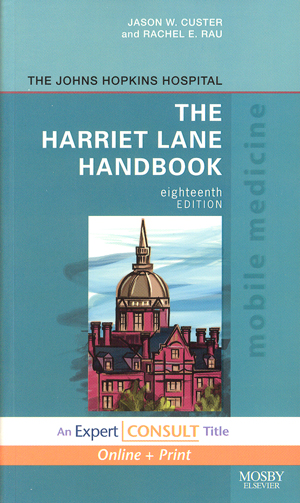 JASON W. CUSTER
and RACHEL E. RAU
THE JOHNS HOPKINS HOSPITAL
THE
HARRIET LANE
HANDBOOK
eighteenth
EDITION
mobile medicine
An Expert CONSULT Title
Online + Print
MOSBY
ELSEVIER